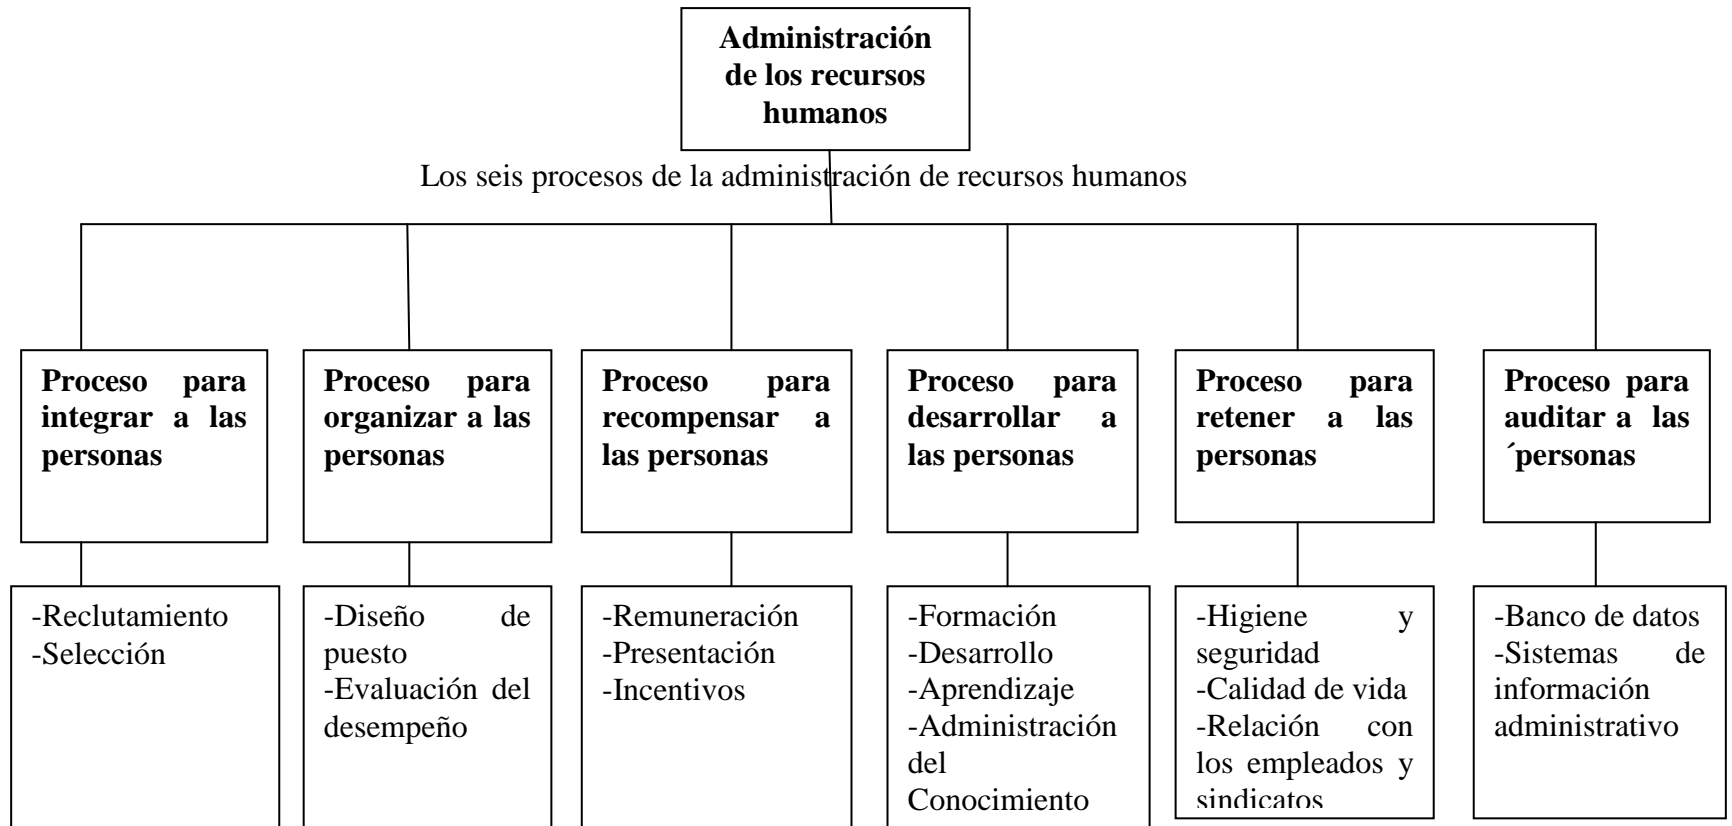 Administración
de los recursos
humanos
Los seis procesos de la administración de recursos humanos
Proceso para
integrar a las
personas
Proceso para
organizar a las
personas
Proceso para
recompensar a
las personas
Proceso para
desarrollar a
las personas
Proceso para
retener a las
personas
Proceso para
auditar a las
´personas
-Reclutamiento
-Selección
-Diseño de
puesto
-Evaluación del
desempeño
-Remuneración
-Presentación
-Incentivos
-Formación
-Desarrollo
-Aprendizaje
-Administración
del
Conocimiento
-Higiene y
seguridad
-Calidad de vida
-Relación con
los empleados y
sindicatos
-Banco de datos
-Sistemas de
información
administrativo